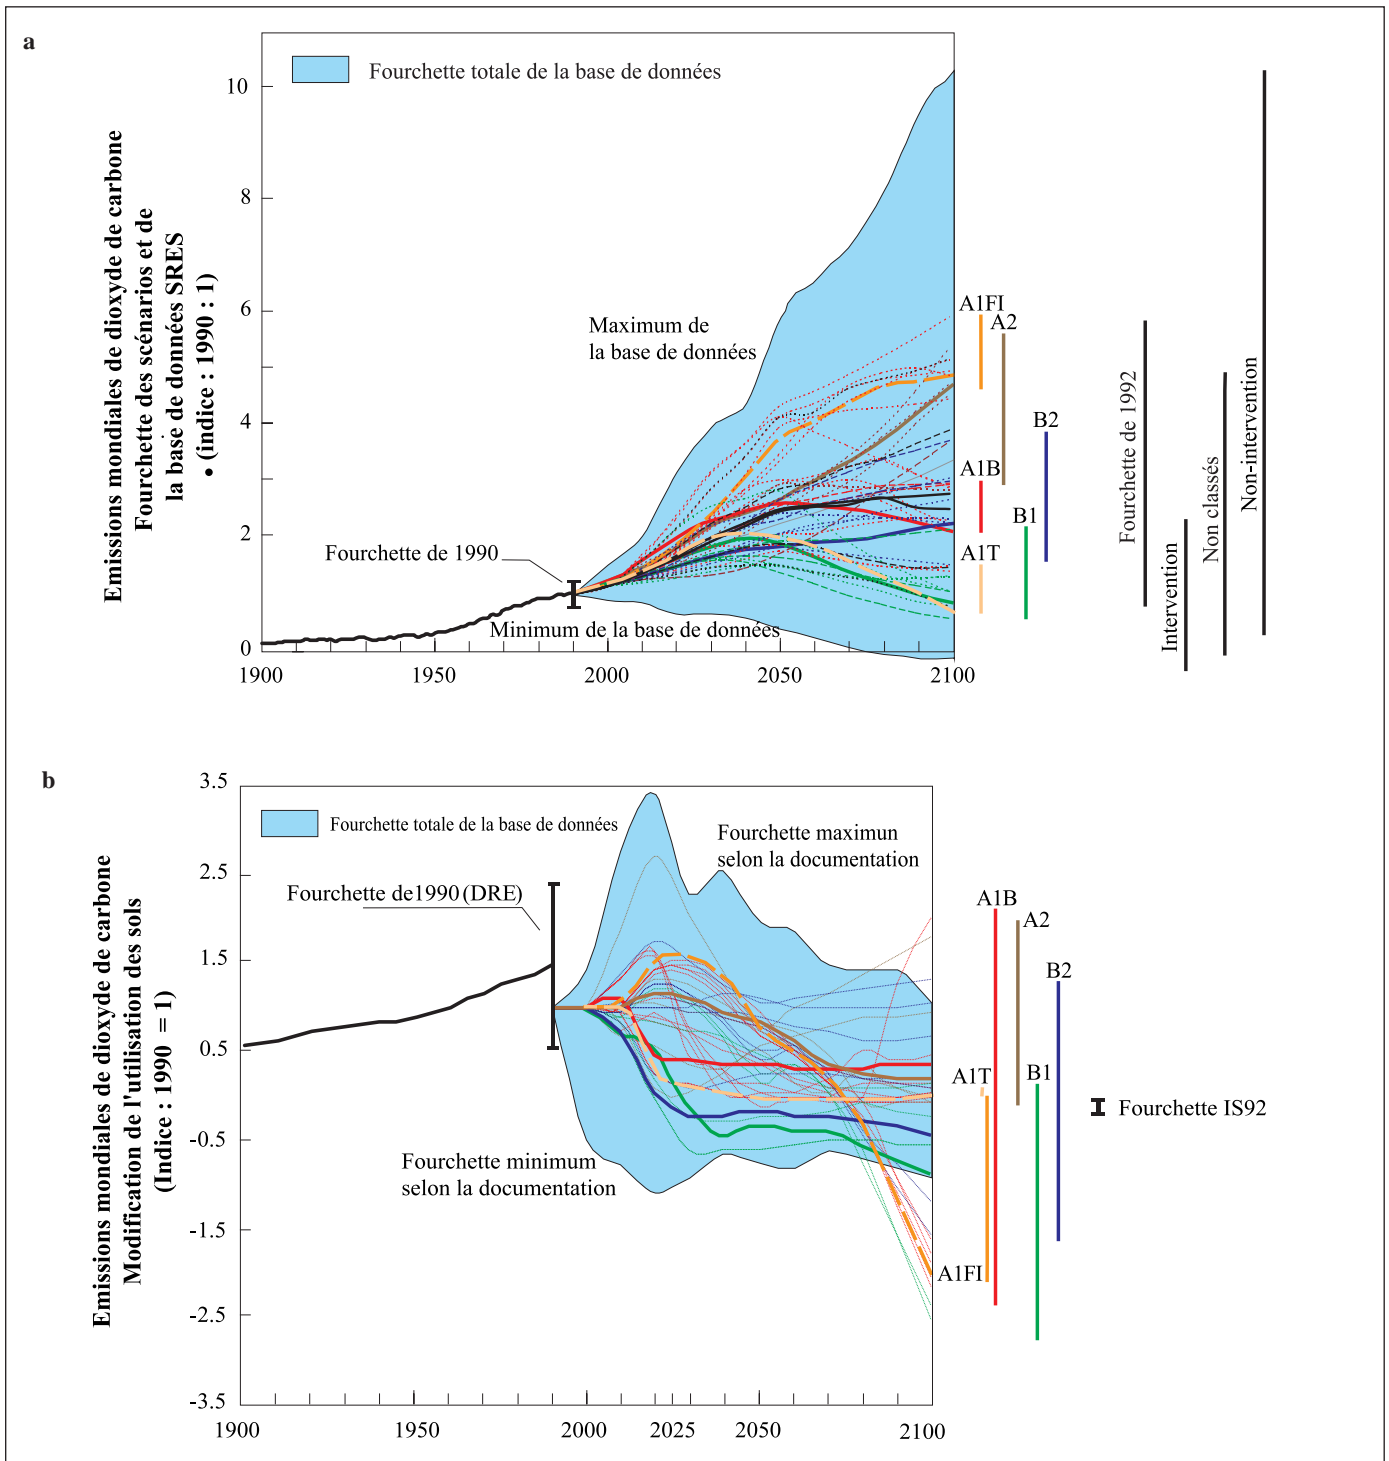 a
Emissions mondiales de dioxyde de carbone
Fourchette des scénarios et de
la base de données SRES
• (indice : 1990 : 1)
Fourchette totale de la base de données
10
8
6
4
2
0
Maximum de
la base de données
Fourchette de 1990
Minimum de la base de données
1900
1950
2000
2050
2100
A1FI
A2
B2
A1B
B1
A1T
Fourchette de 1992
Intervention
Non classés
Non-intervention
b
Emissions mondiales de dioxyde de carbone
Modification de l'utilisation des sols
(Indice : 1990 = 1)
3.5
2.5
1.5
0.5
-0.5
-1.5
-2.5
-3.5
Fourchette totale de la base de données
Fourchette maximun
selon la documentation
Fourchette de1990 (DRE)
Fourchette minimum
selon la documentation
1900
1950
2000
2025
2050
2100
A1B
A2
B2
A1T
B1
A1FI
Fourchette IS92